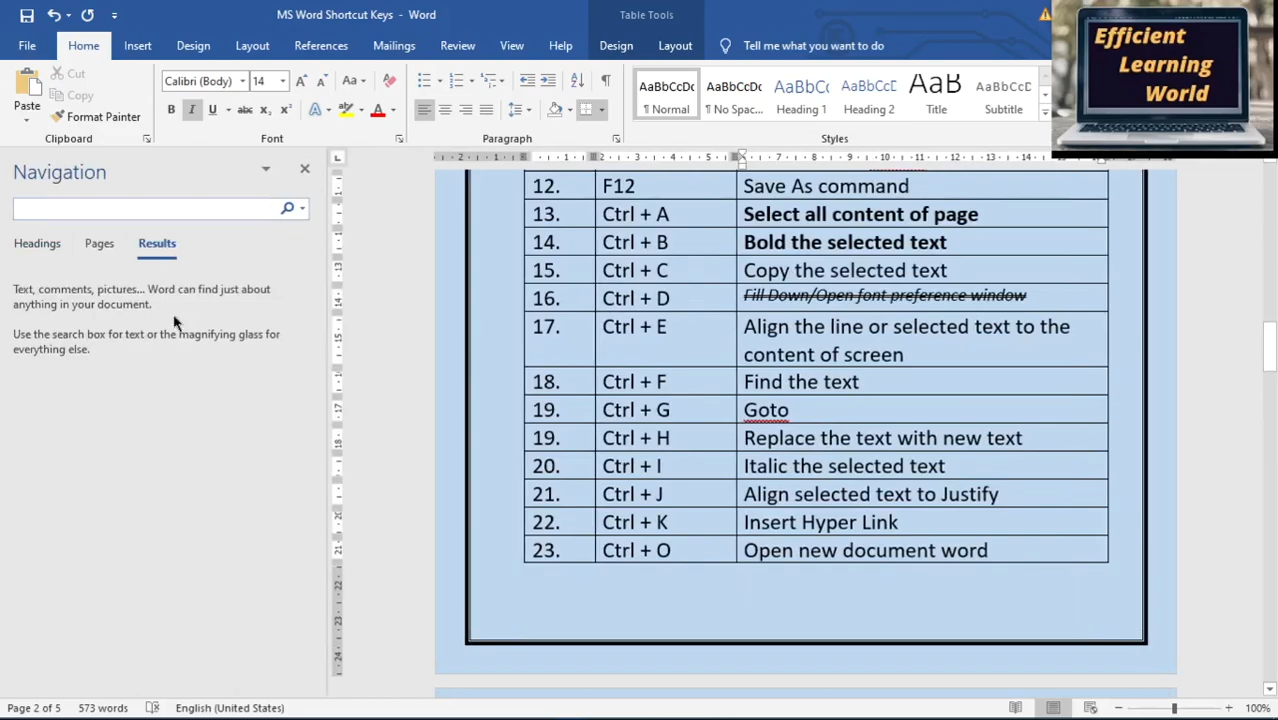 MS Word Shortcut Keys - Word
Table Tools
File Home Insert Design Layout References Mailings Review View Help Design Layout Tell me what you want to do
Efficient
Learning
World
Paste
Cut
Copy
Format Painter
Clipboard
Calibri (Body) 14
Font
Paragraph
AaBbCcDc AaBbCcDc AaBbCc AaBbCcC AaB AaBbCcD
¶ Normal ¶ No Spac... Heading 1 Heading 2 Title Subtitle
Styles
Navigation
Headings Pages Results
Text, comments, pictures... Word can find just about
anything in your document.
Use the search box for text or the magnifying glass for
everything else.
12. F12 Save As command
13. Ctrl + A Select all content of page
14. Ctrl + B Bold the selected text
15. Ctrl + C Copy the selected text
16. Ctrl + D Fill Down/Open font preference window
17. Ctrl + E Align the line or selected text to the
content of screen
18. Ctrl + F Find the text
19. Ctrl + G Goto
19. Ctrl + H Replace the text with new text
20. Ctrl + I Italic the selected text
21. Ctrl + J Align selected text to Justify
22. Ctrl + K Insert Hyper Link
23. Ctrl + O Open new document word
Page 2 of 5 573 words English (United States) 100%